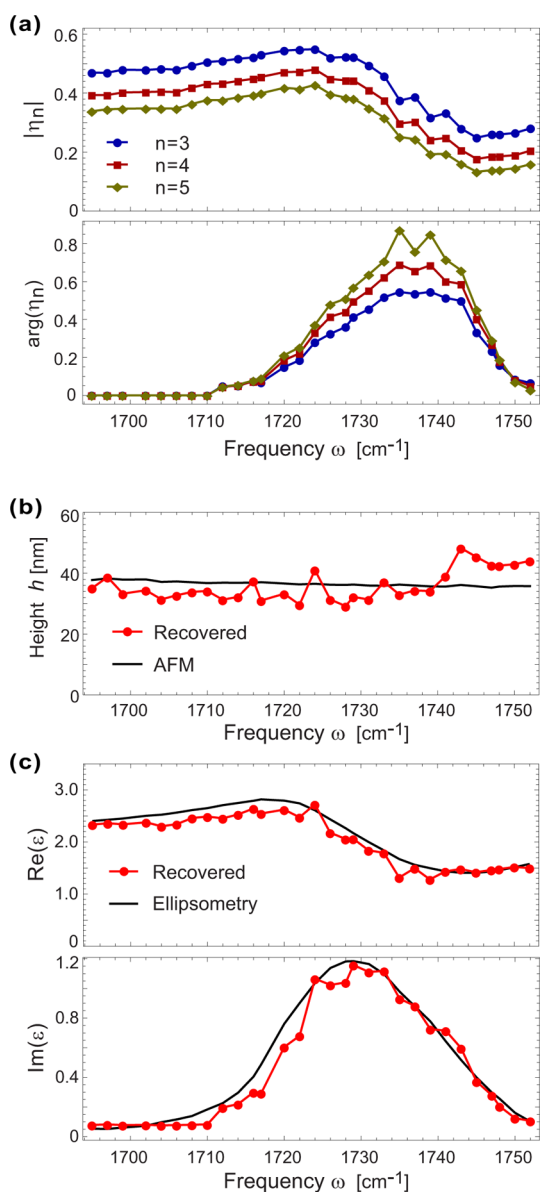 (a)
0.6
0.4
0.2
0
|ηn|
n=3
n=4
n=5
0.8
0.6
0.4
0.2
0
arg(ηn)
1700 1710 1720 1730 1740 1750
Frequency ω [cm-1]
(b)
60
40
20
0
Height h [nm]
Recovered
AFM
1700 1710 1720 1730 1740 1750
Frequency ω [cm-1]
(c)
3.0
2.0
1.0
0
Re(ε)
Recovered
Ellipsometry
1.2
0.8
0.4
0
Im(ε)
1700 1710 1720 1730 1740 1750
Frequency ω [cm-1]